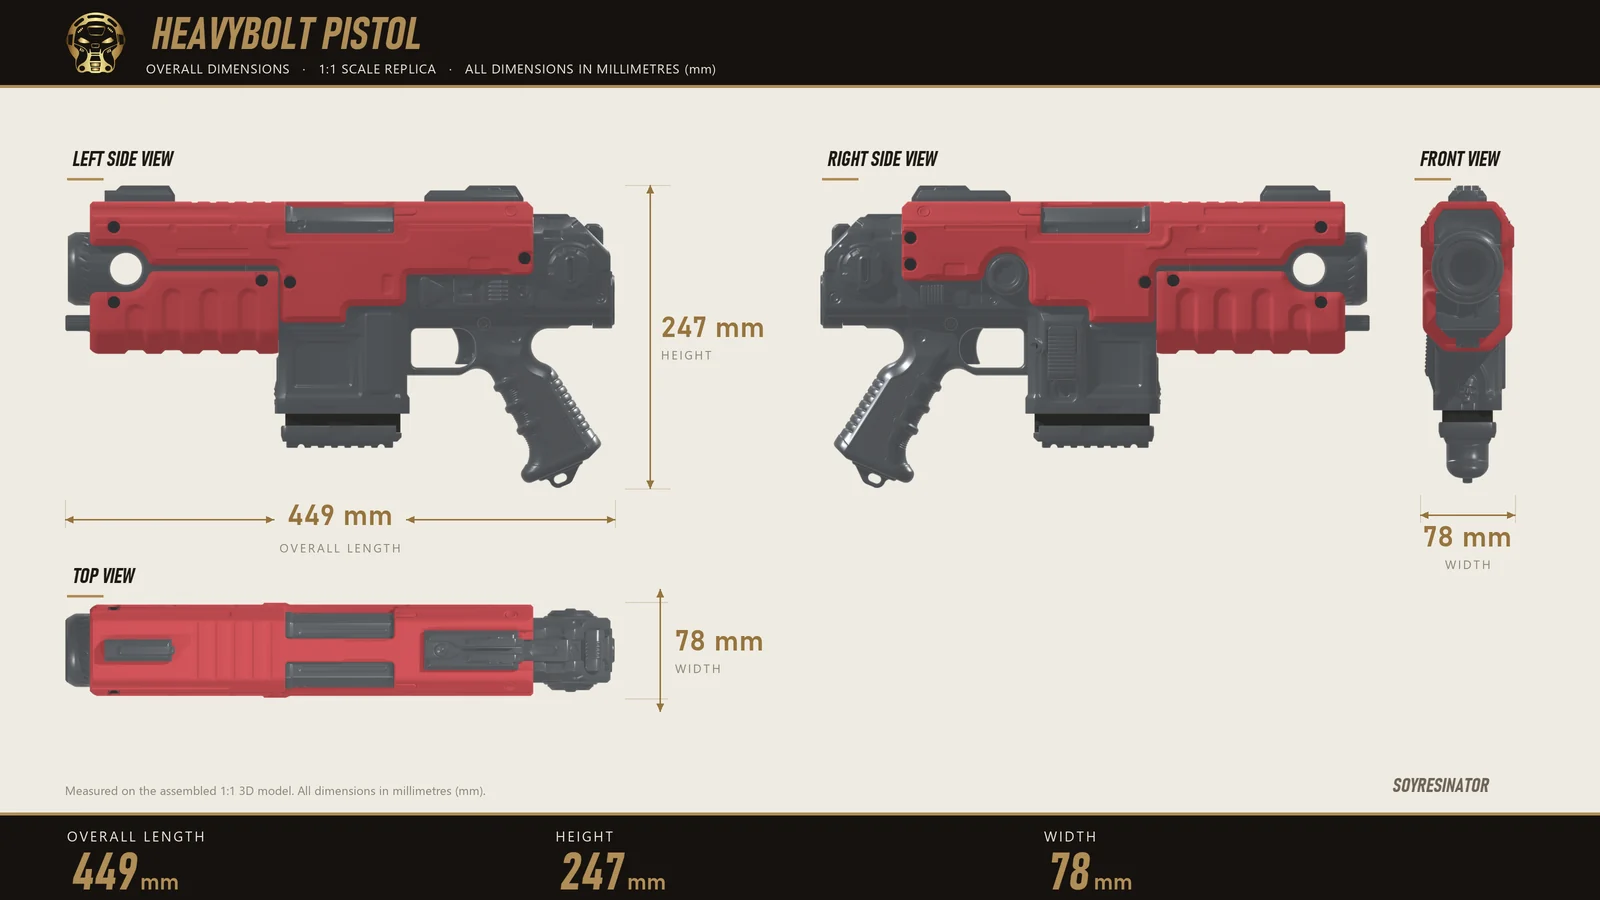 HEAVYBOLT PISTOL
OVERALL DIMENSIONS · 1:1 SCALE REPLICA · ALL DIMENSIONS IN MILLIMETRES (mm)
LEFT SIDE VIEW
RIGHT SIDE VIEW
FRONT VIEW
247 mm
HEIGHT
449 mm
OVERALL LENGTH
78 mm
WIDTH
TOP VIEW
78 mm
WIDTH
Measured on the assembled 1:1 3D model. All dimensions in millimetres (mm).
SOYRESINATOR
OVERALL LENGTH
449 mm
HEIGHT
247 mm
WIDTH
78 mm